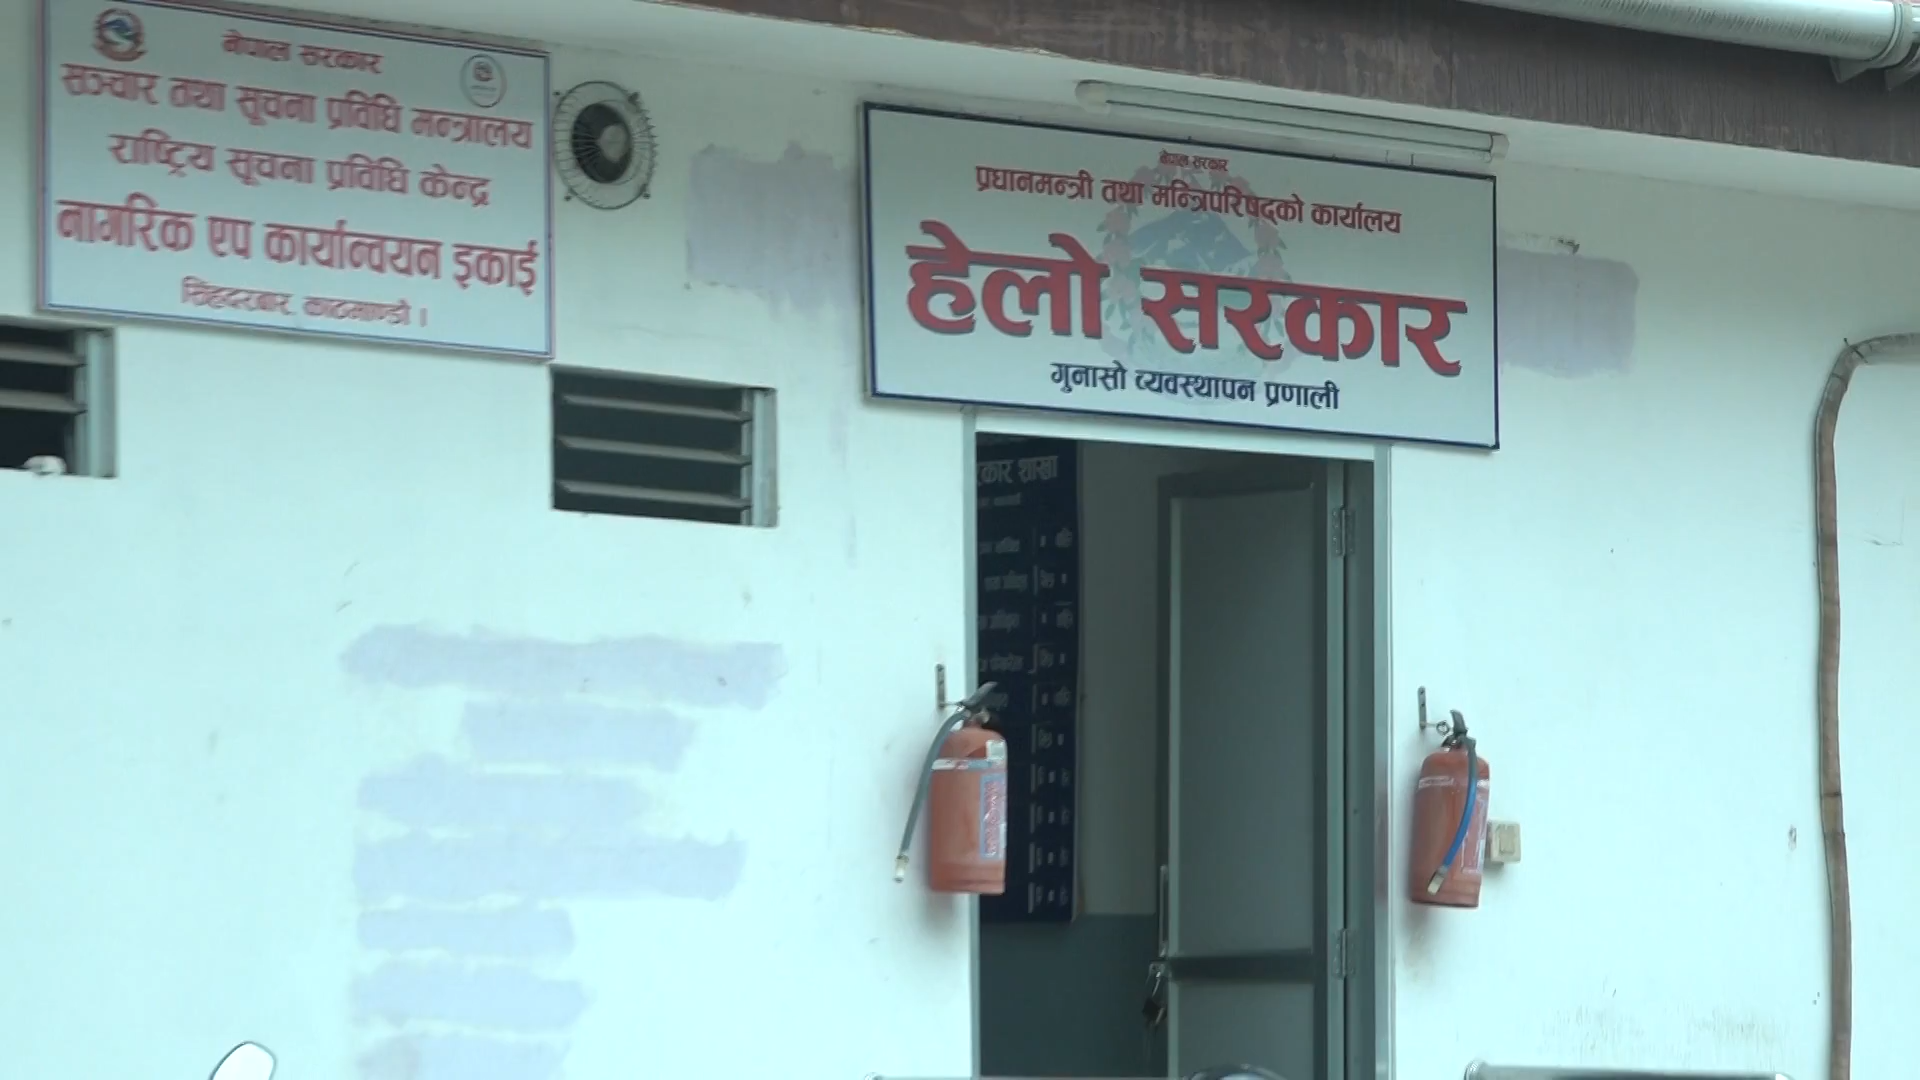 नेपाल सरकार
सञ्चार तथा सूचना प्रविधि मन्त्रालय
राष्ट्रिय सूचना प्रविधि केन्द्र
नागरिक एप कार्यान्वयन इकाई
सिंहदरबार, काठमाण्डौ ।
नेपाल सरकार
प्रधानमन्त्री तथा मन्त्रिपरिषद्को कार्यालय
हेलो सरकार
गुनासो व्यवस्थापन प्रणाली
रकार शाखा